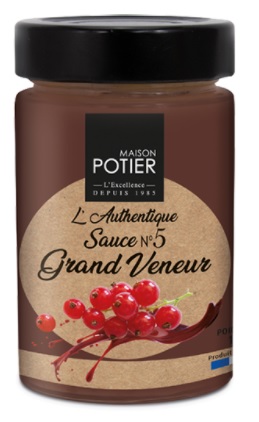 MAISON
POTIER
L'Excellence
DEPUIS 1985
L'Authentique
Sauce N°5
Grand Veneur